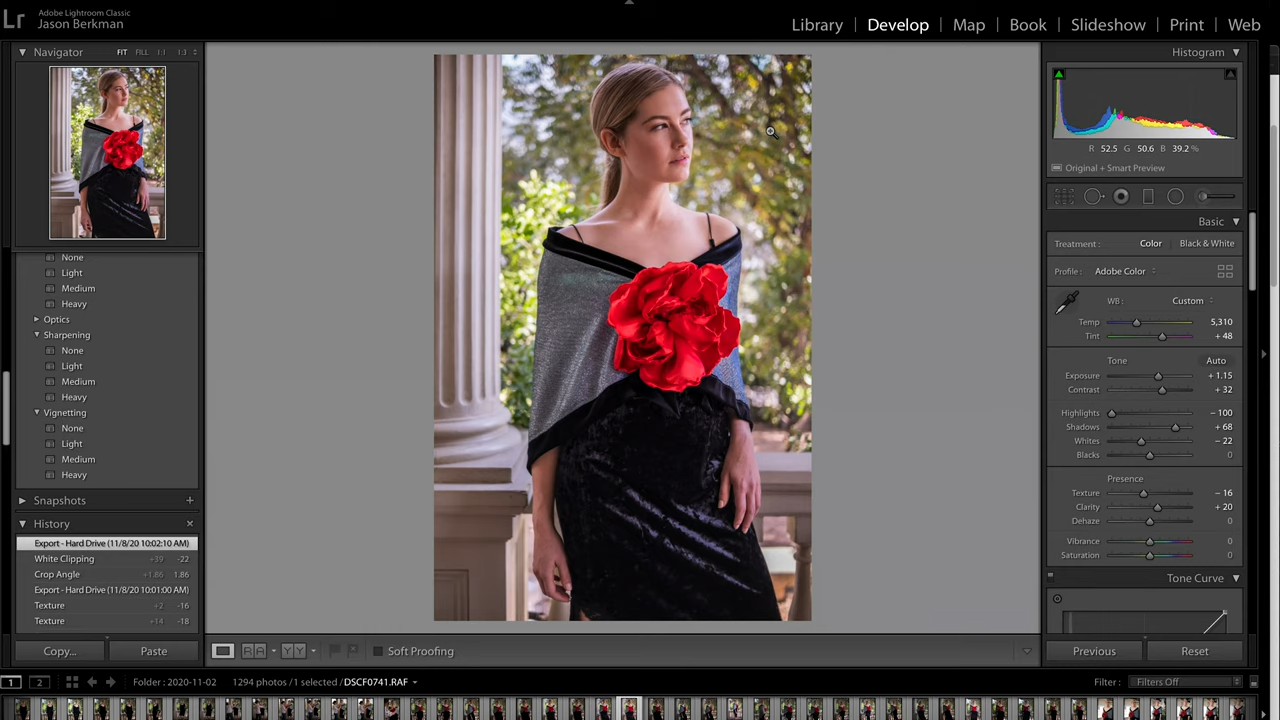 Lr
Adobe Lightroom Classic
Jason Berkman
Library | Develop | Map | Book | Slideshow | Print | Web
Navigator FIT FILL 1:1 1:3
None
Light
Medium
Heavy
Optics
Sharpening
None
Light
Medium
Heavy
Vignetting
None
Light
Medium
Heavy
Snapshots +
History ×
Export - Hard Drive (11/8/20 10:02:10 AM)
White Clipping +39 -22
Crop Angle +1.86 1.86
Export - Hard Drive (11/8/20 10:01:00 AM)
Texture +2 -16
Texture +14 -18
Copy... Paste
Histogram
R 52.5 G 50.6 B 39.2 %
Original + Smart Preview
Basic
Treatment : Color Black & White
Profile : Adobe Color
WB : Custom
Temp 5,310
Tint + 48
Tone Auto
Exposure + 1.15
Contrast + 32
Highlights − 100
Shadows + 68
Whites − 22
Blacks 0
Presence
Texture − 16
Clarity + 20
Dehaze 0
Vibrance 0
Saturation 0
Tone Curve
Previous Reset
R A Y Y Soft Proofing
1 2 Folder : 2020-11-02 1294 photos / 1 selected / DSCF0741.RAF Filter : Filters Off